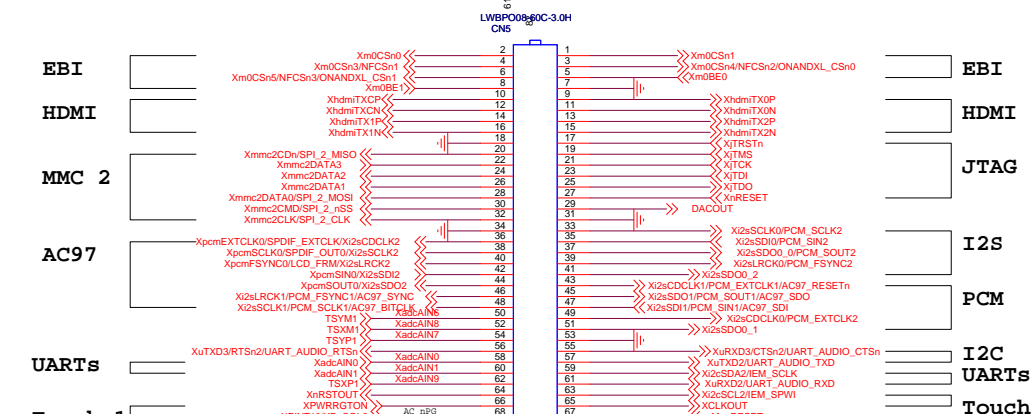 61
82
LWBPO08-60C-3.0H
CN5
EBI
HDMI
MMC 2
AC97
UARTs
Xm0CSn0
Xm0CSn3/NFCSn1
Xm0CSn5/NFCSn3/ONANDXL_CSn1
Xm0BE1
XhdmiTXCP
XhdmiTXCN
XhdmiTX1P
XhdmiTX1N
Xmmc2CDn/SPI_2_MISO
Xmmc2DATA3
Xmmc2DATA2
Xmmc2DATA1
Xmmc2DATA0/SPI_2_MOSI
Xmmc2CMD/SPI_2_nSS
Xmmc2CLK/SPI_2_CLK
XpcmEXTCLK0/SPDIF_EXTCLK/Xi2sCDCLK2
XpcmSCLK0/SPDIF_OUT0/Xi2sSCLK2
XpcmFSYNC0/LCD_FRM/Xi2sLRCK2
XpcmSIN0/Xi2sSDI2
XpcmSOUT0/Xi2sSDO2
Xi2sLRCK1/PCM_FSYNC1/AC97_SYNC
Xi2sSCLK1/PCM_SCLK1/AC97_BITCLK
TSYM1
TSXM1
TSYP1
XuTXD3/RTSn2/UART_AUDIO_RTSn
XadcAIN0
XadcAIN1
TSXP1
XnRSTOUT
XPWRRGTON
XadcAIN6
XadcAIN8
XadcAIN7
XadcAIN0
XadcAIN1
XadcAIN9
AC_nPG
2
4
6
8
10
12
14
16
18
20
22
24
26
28
30
32
34
36
38
40
42
44
46
48
50
52
54
56
58
60
62
64
66
68
1
3
5
7
9
11
13
15
17
19
21
23
25
27
29
31
33
35
37
39
41
43
45
47
49
51
53
55
57
59
61
63
65
67
Xm0CSn1
Xm0CSn4/NFCSn2/ONANDXL_CSn0
Xm0BE0
XhdmiTX0P
XhdmiTX0N
XhdmiTX2P
XhdmiTX2N
XjTRSTn
XjTMS
XjTCK
XjTDI
XjTDO
XnRESET
DACOUT
Xi2sSCLK0/PCM_SCLK2
Xi2sSDI0/PCM_SIN2
Xi2sSDO0_0/PCM_SOUT2
Xi2sLRCK0/PCM_FSYNC2
Xi2sSDO0_2
Xi2sCDCLK1/PCM_EXTCLK1/AC97_RESETn
Xi2sSDO1/PCM_SOUT1/AC97_SDO
Xi2sSDI1/PCM_SIN1/AC97_SDI
Xi2sCDCLK0/PCM_EXTCLK2
Xi2sSDO0_1
XuRXD3/CTSn2/UART_AUDIO_CTSn
XuTXD2/UART_AUDIO_TXD
Xi2cSDA2/IEM_SCLK
XuRXD2/UART_AUDIO_RXD
Xi2cSCL2/IEM_SPWI
XCLKOUT
EBI
HDMI
JTAG
I2S
PCM
I2C
UARTs
Touch